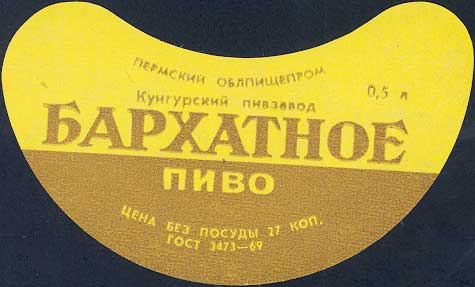 ПЕРМСКИЙ ОБЛПИЩЕПРОМ
Кунгурский пивзавод
0,5 л
БАРХАТНОЕ
ПИВО
ЦЕНА БЕЗ ПОСУДЫ 27 КОП.
ГОСТ 3473—69